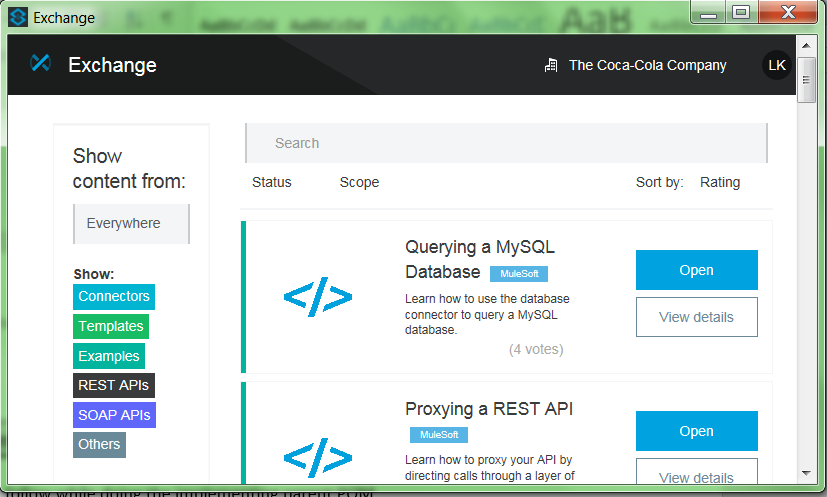 Exchange
Exchange
The Coca-Cola Company
LK
Show
content from:
Everywhere
Show:
Connectors
Templates
Examples
REST APIs
SOAP APIs
Others
Search
Status
Scope
Sort by:
Rating
Querying a MySQL
Database
MuleSoft
Learn how to use the database
connector to query a MySQL
database.
(4 votes)
Open
View details
Proxying a REST API
MuleSoft
Learn how to proxy your API by
directing calls through a layer of
Open
View details